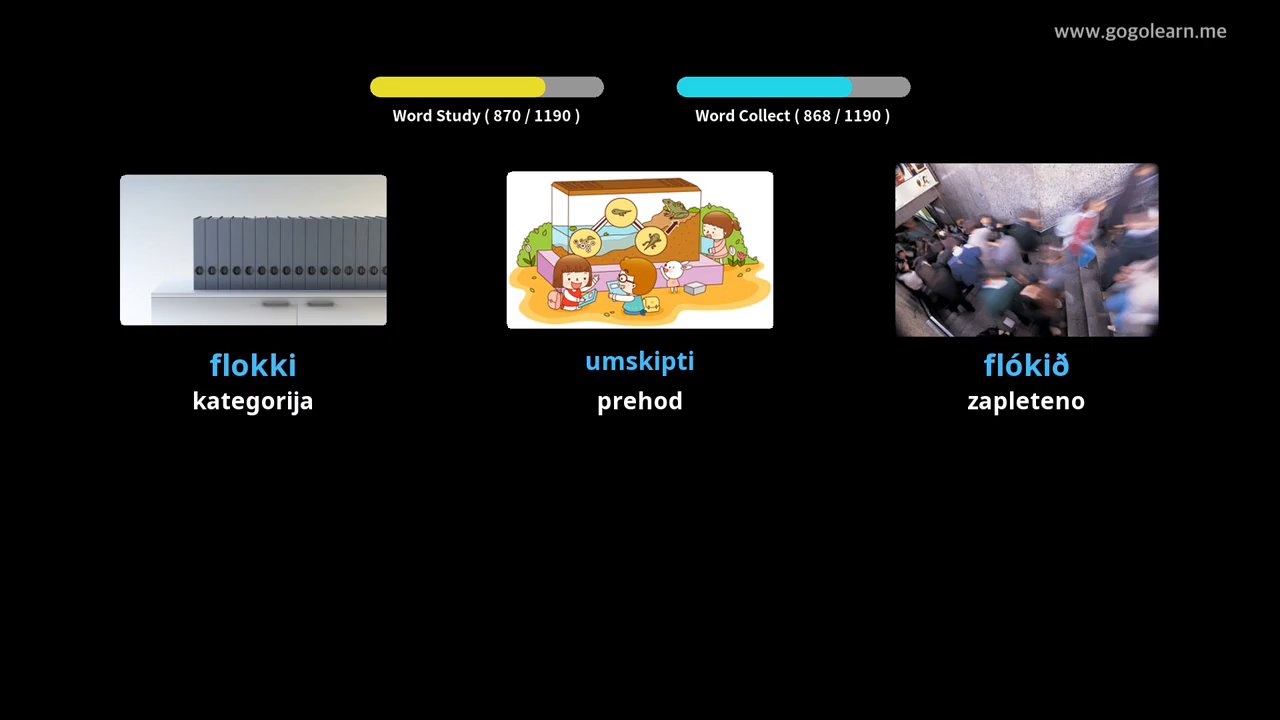 www.gogolearn.me
Word Study ( 870 / 1190 )
Word Collect ( 868 / 1190 )
flokki
kategorija
umskipti
prehod
flókið
zapleteno